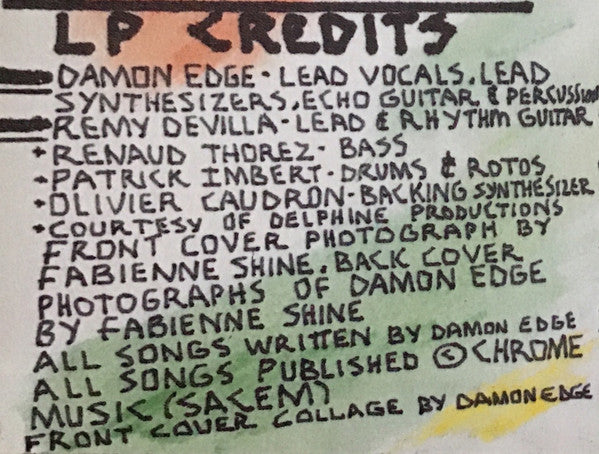 LP CREDITS
DAMON EDGE - LEAD VOCALS, LEAD
SYNTHESIZERS, ECHO GUITAR & PERCUSSION
REMY DEVILLA - LEAD & RHYTHM GUITAR
+ RENAUD THOREZ - BASS
+ PATRICK IMBERT - DRUMS & ROTOS
+ OLIVIER CAUDRON - BACKING SYNTHESIZER
+ COURTESY OF DELPHINE PRODUCTIONS
FRONT COVER PHOTOGRAPH BY
FABIENNE SHINE. BACK COVER
PHOTOGRAPHS OF DAMON EDGE
BY FABIENNE SHINE
ALL SONGS WRITTEN BY DAMON EDGE
ALL SONGS PUBLISHED © CHROME
MUSIC (SACEM)
FRONT COVER COLLAGE BY DAMON EDGE